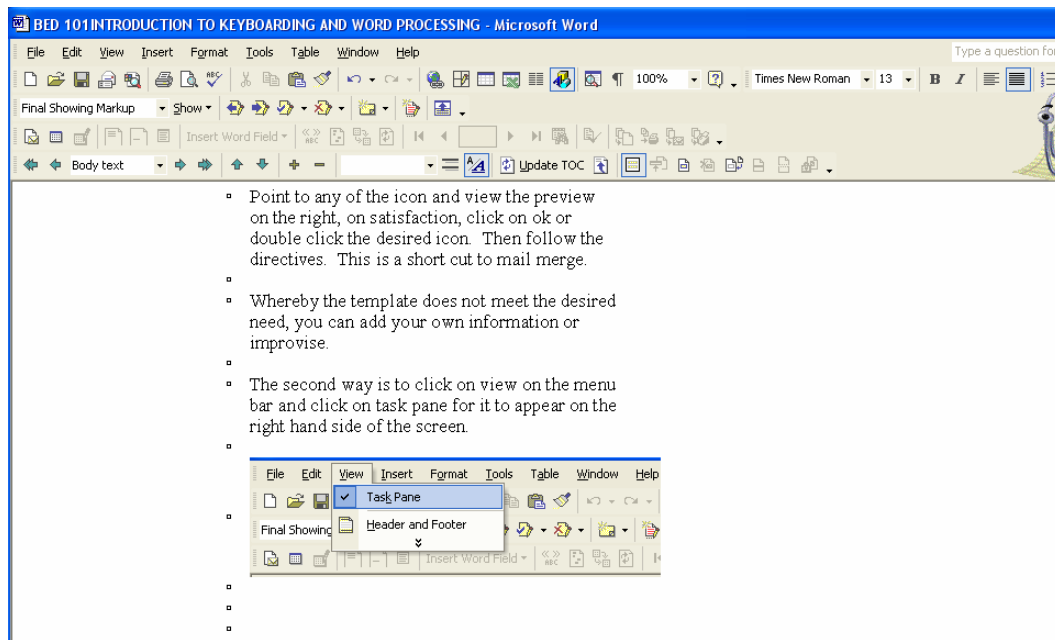 BED 101INTRODUCTION TO KEYBOARDING AND WORD PROCESSING - Microsoft Word
File Edit View Insert Format Tools Table Window Help Type a question for
100% Times New Roman 13 B I
Final Showing Markup Show
Insert Word Field
Body text Update TOC
Point to any of the icon and view the preview
on the right, on satisfaction, click on ok or
double click the desired icon. Then follow the
directives. This is a short cut to mail merge.
Whereby the template does not meet the desired
need, you can add your own information or
improvise.
The second way is to click on view on the menu
bar and click on task pane for it to appear on the
right hand side of the screen.
File Edit View Insert Format Tools Table Window Help
Task Pane
Final Showing Header and Footer
Insert Word Field